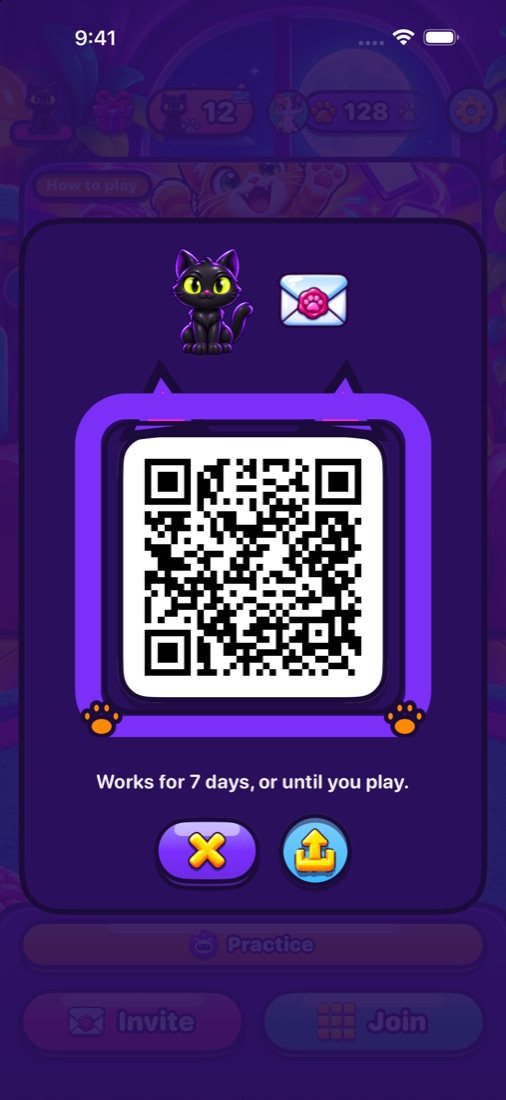 9:41
12
128
How to play
Works for 7 days, or until you play.
Practice
Invite
Join